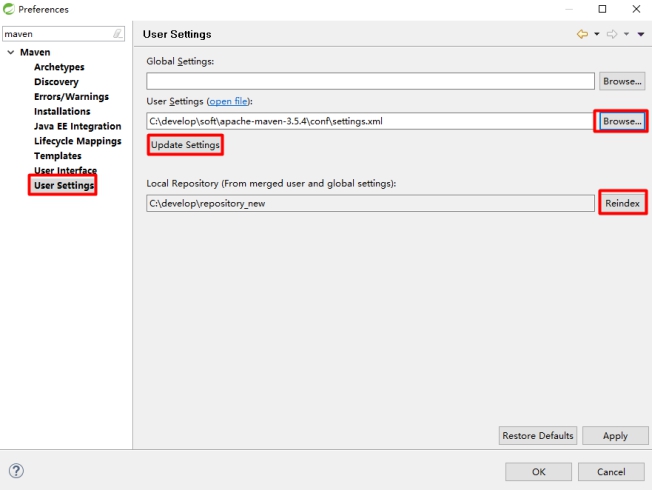 Preferences
maven
User Settings
Maven
Archetypes
Discovery
Errors/Warnings
Installations
Java EE Integration
Lifecycle Mappings
Templates
User Interface
User Settings
Global Settings:
Browse...
User Settings (open file):
C:\develop\soft\apache-maven-3.5.4\conf\settings.xml
Browse...
Update Settings
Local Repository (From merged user and global settings):
C:\develop\repository_new
Reindex
Restore Defaults
Apply
?
OK
Cancel